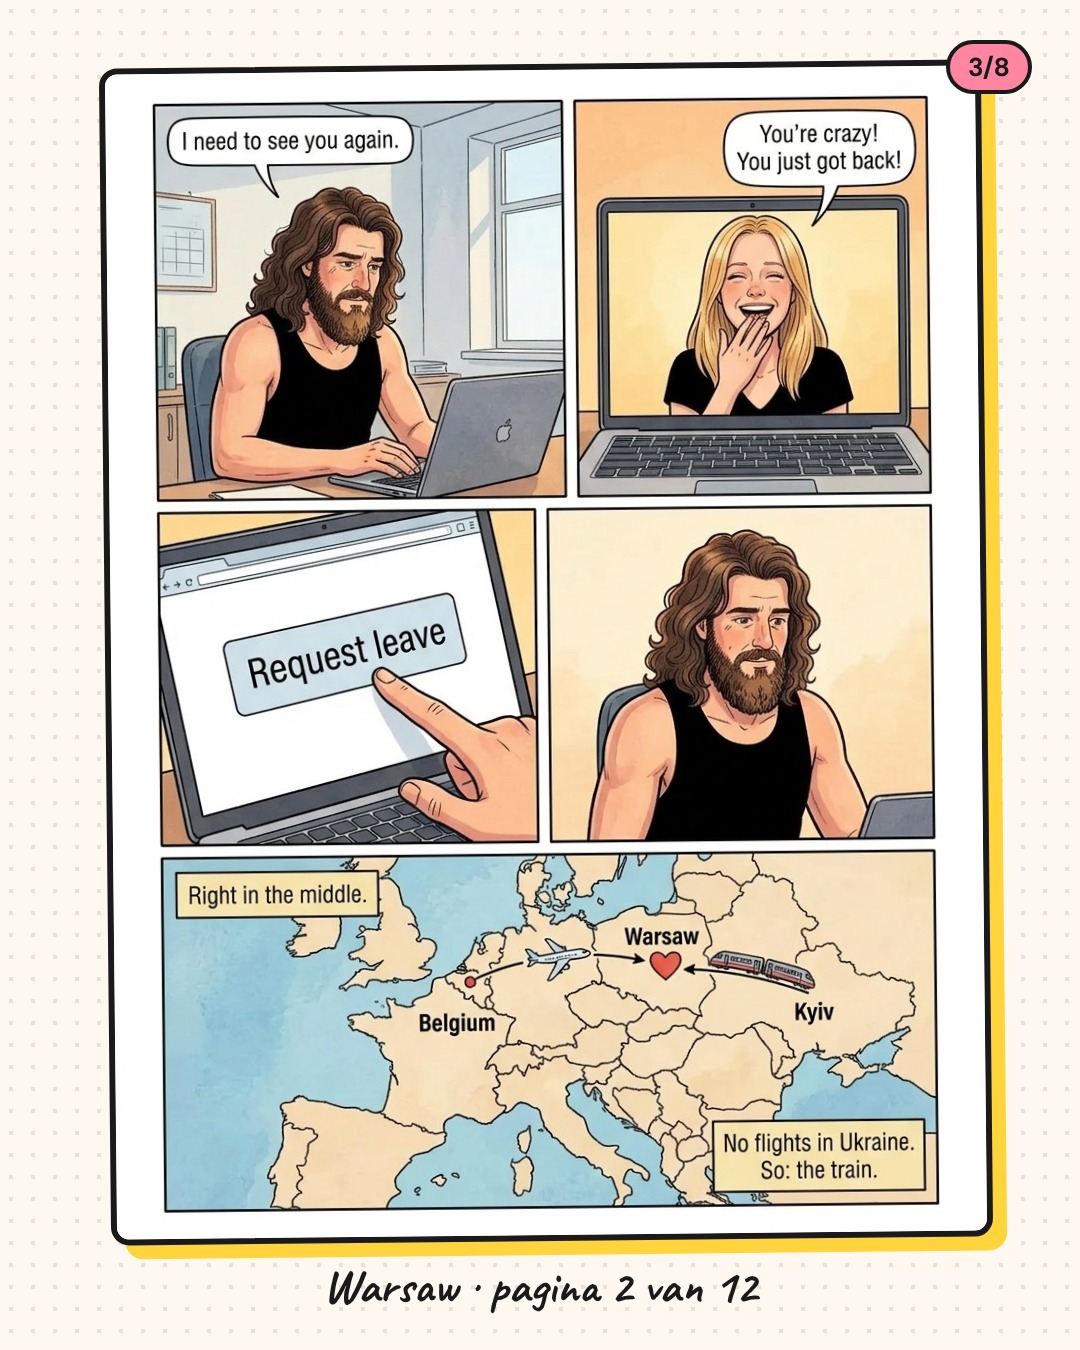 3/8
I need to see you again.
You're crazy!
You just got back!
Request leave
Right in the middle.
Warsaw
Belgium
Kyiv
No flights in Ukraine.
So: the train.
Warsaw · pagina 2 van 12